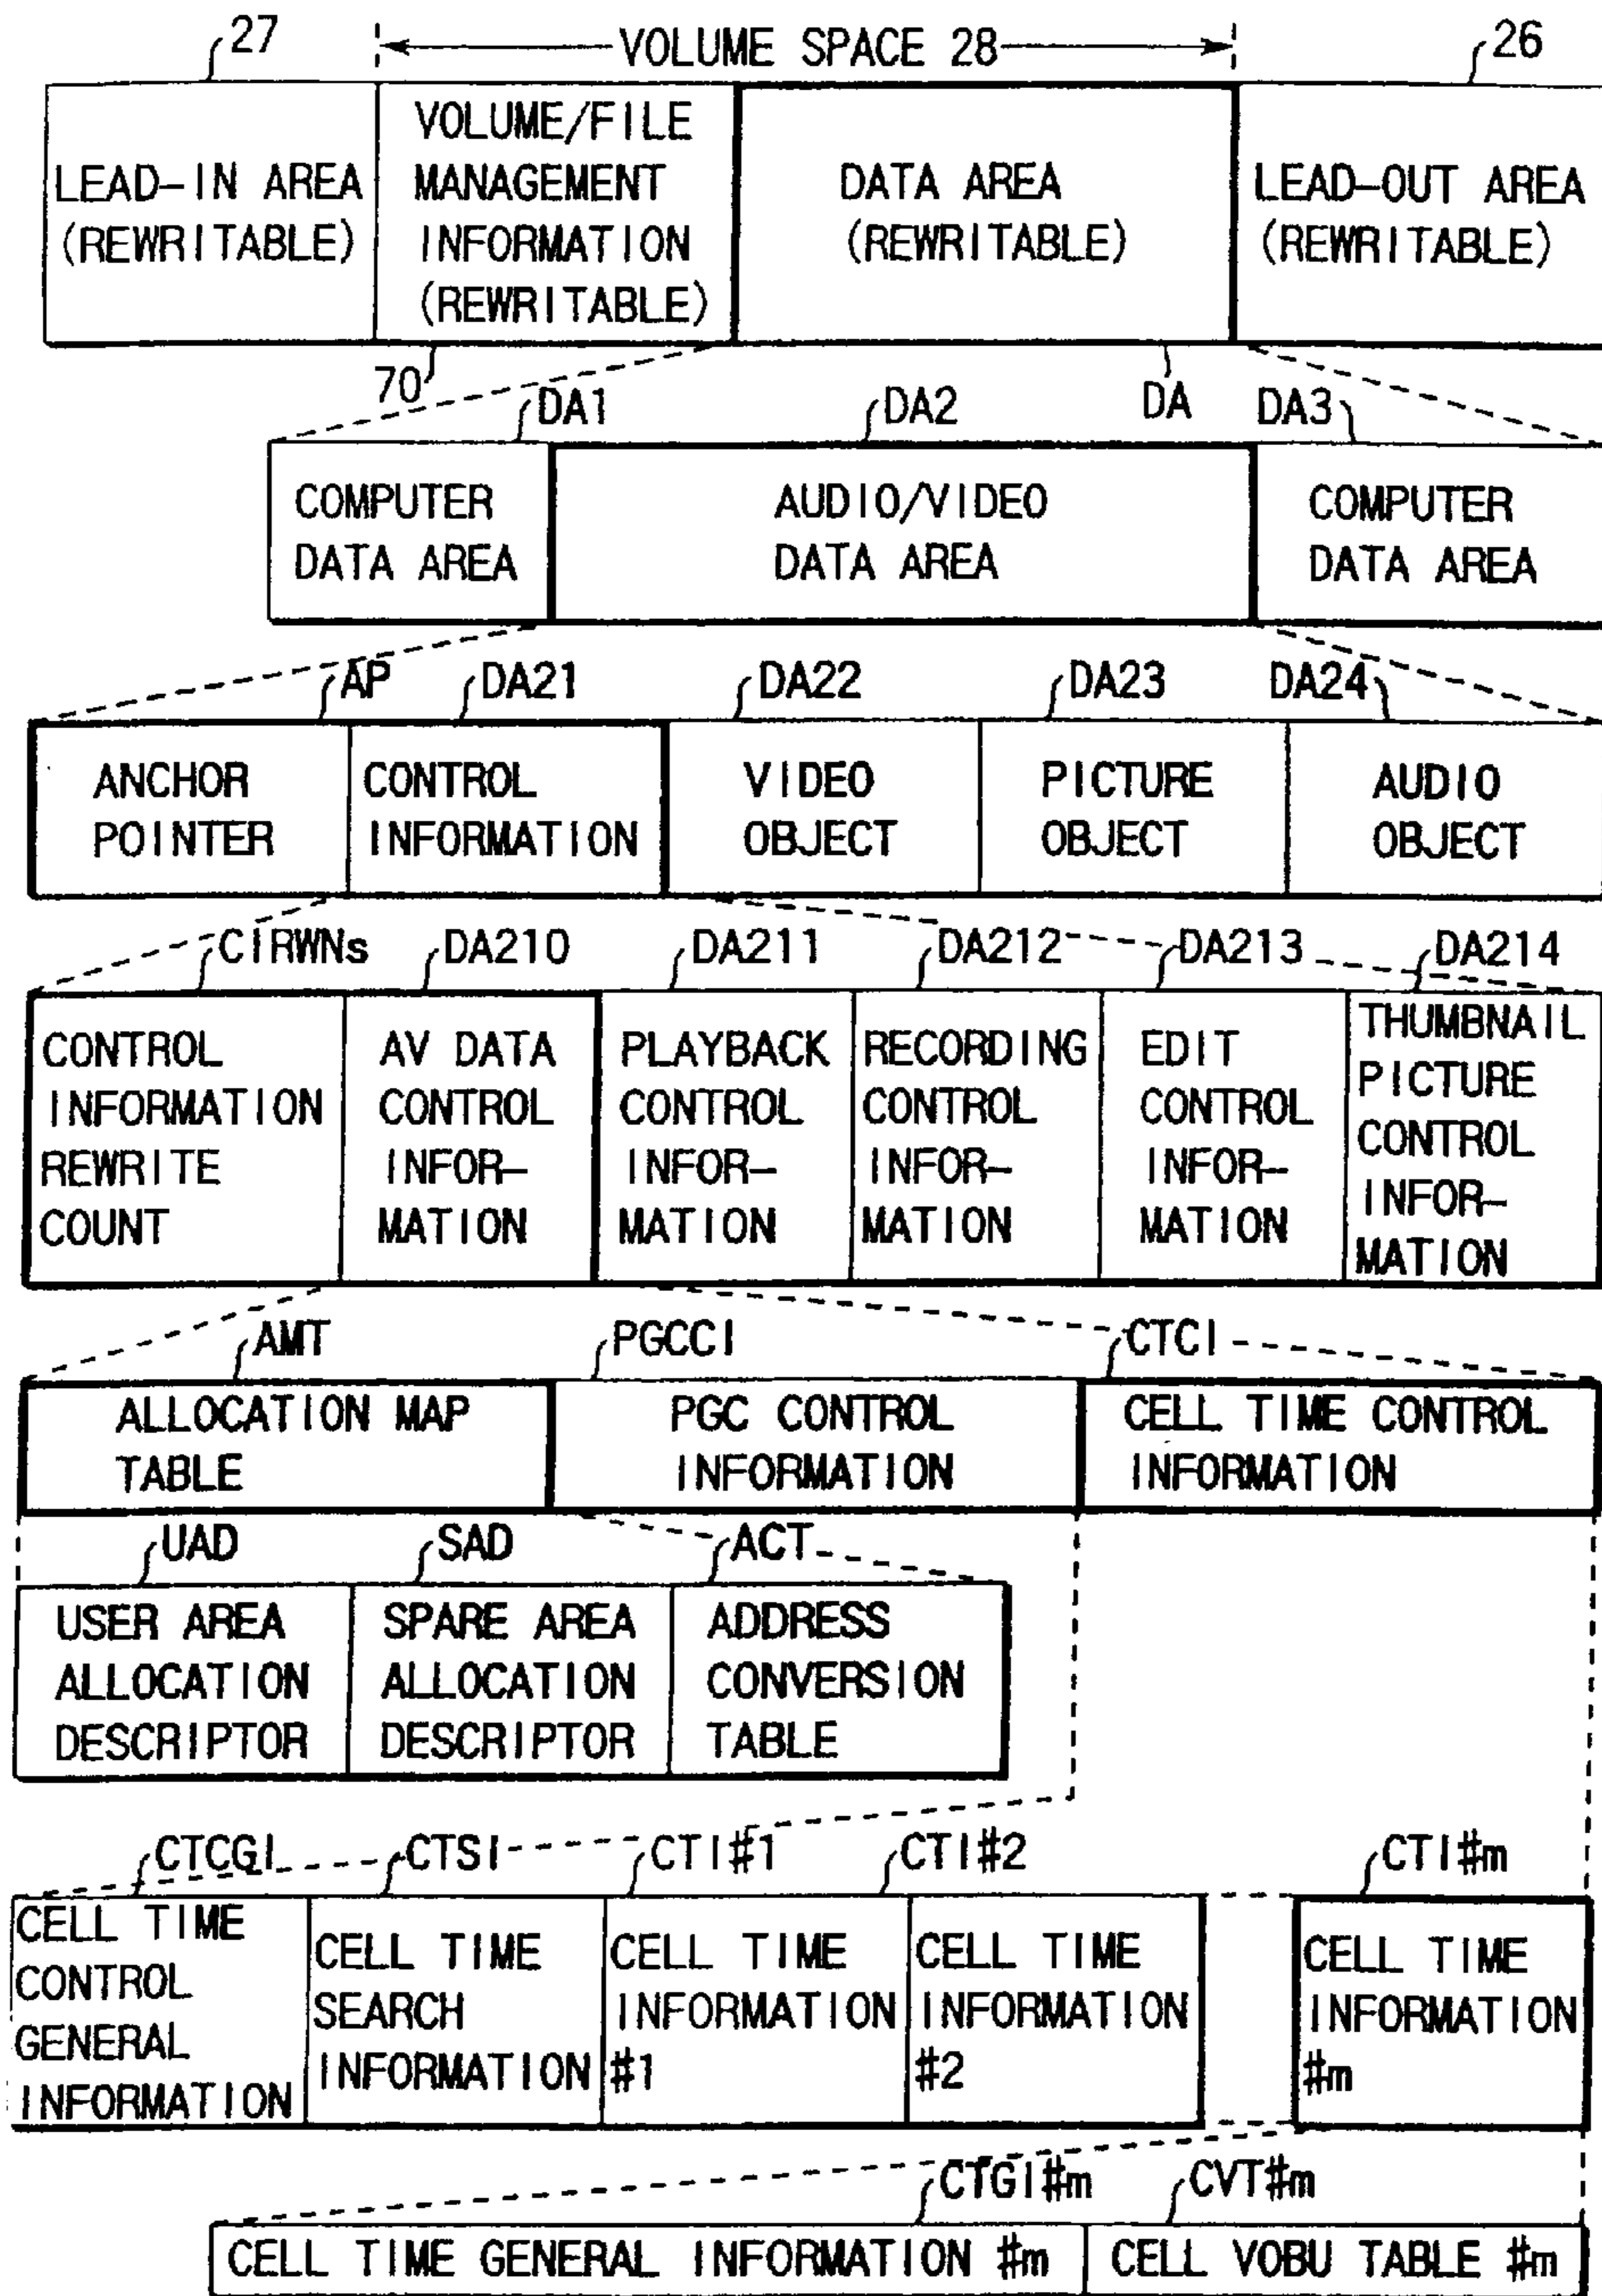 27
VOLUME SPACE 28
26
LEAD-IN AREA
(REWRITABLE)
VOLUME/FILE
MANAGEMENT
INFORMATION
(REWRITABLE)
DATA AREA
(REWRITABLE)
LEAD-OUT AREA
(REWRITABLE)
70
DA
DA1
DA2
DA3
COMPUTER
DATA AREA
AUDIO/VIDEO
DATA AREA
COMPUTER
DATA AREA
AP
DA21
DA22
DA23
DA24
ANCHOR
POINTER
CONTROL
INFORMATION
VIDEO
OBJECT
PICTURE
OBJECT
AUDIO
OBJECT
CIRWNs
DA210
DA211
DA212
DA213
DA214
CONTROL
INFORMATION
REWRITE
COUNT
AV DATA
CONTROL
INFOR-
MATION
PLAYBACK
CONTROL
INFOR-
MATION
RECORDING
CONTROL
INFOR-
MATION
EDIT
CONTROL
INFOR-
MATION
THUMBNAIL
PICTURE
CONTROL
INFOR-
MATION
AMT
PGCCI
CTCI
ALLOCATION MAP
TABLE
PGC CONTROL
INFORMATION
CELL TIME CONTROL
INFORMATION
UAD
SAD
ACT
USER AREA
ALLOCATION
DESCRIPTOR
SPARE AREA
ALLOCATION
DESCRIPTOR
ADDRESS
CONVERSION
TABLE
CTCGI
CTSI
CTI#1
CTI#2
CTI#m
CELL TIME
CONTROL
GENERAL
INFORMATION
CELL TIME
SEARCH
INFORMATION
CELL TIME
INFORMATION
#1
CELL TIME
INFORMATION
#2
CELL TIME
INFORMATION
#m
CTGI#m
CVT#m
CELL TIME GENERAL INFORMATION #m
CELL VOBU TABLE #m